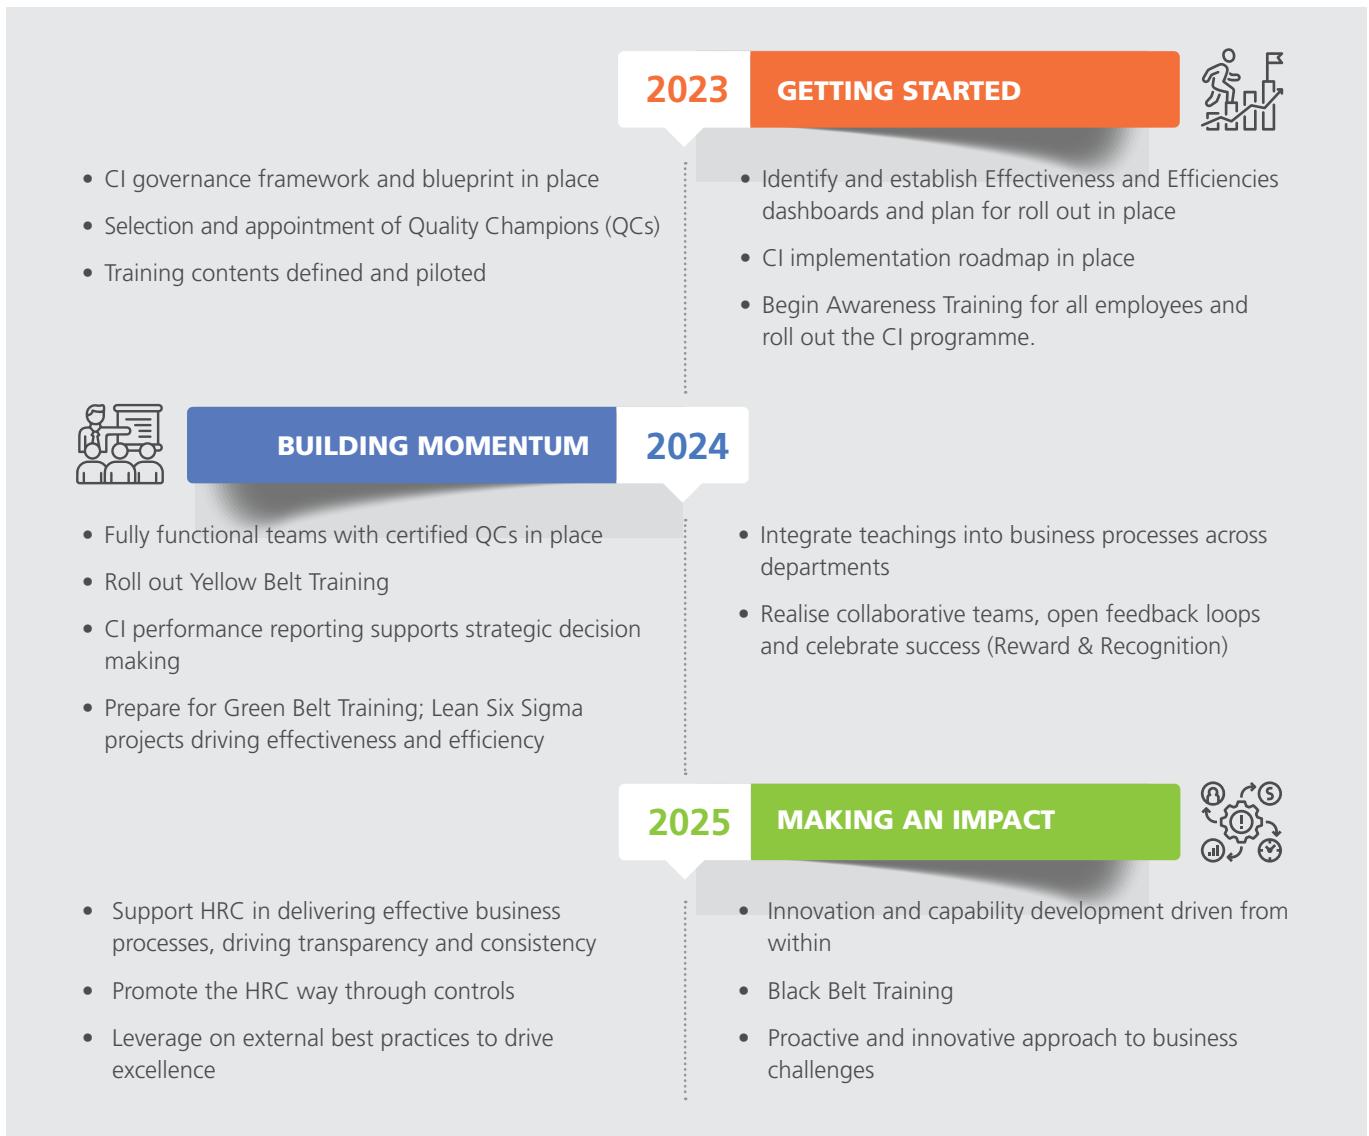 2023 GETTING STARTED
• CI governance framework and blueprint in place
• Selection and appointment of Quality Champions (QCs)
• Training contents defined and piloted
• Identify and establish Effectiveness and Efficiencies
dashboards and plan for roll out in place
• CI implementation roadmap in place
• Begin Awareness Training for all employees and
roll out the CI programme.
BUILDING MOMENTUM 2024
• Fully functional teams with certified QCs in place
• Roll out Yellow Belt Training
• CI performance reporting supports strategic decision
making
• Prepare for Green Belt Training; Lean Six Sigma
projects driving effectiveness and efficiency
• Integrate teachings into business processes across
departments
• Realise collaborative teams, open feedback loops
and celebrate success (Reward & Recognition)
2025 MAKING AN IMPACT
• Support HRC in delivering effective business
processes, driving transparency and consistency
• Promote the HRC way through controls
• Leverage on external best practices to drive
excellence
• Innovation and capability development driven from
within
• Black Belt Training
• Proactive and innovative approach to business
challenges